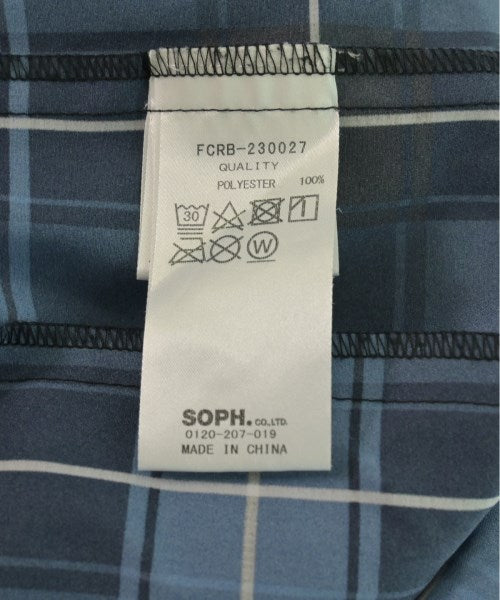 FCRB-230027
QUALITY
POLYESTER 100%
30
W
SOPH. CO.,LTD.
0120-207-019
MADE IN CHINA